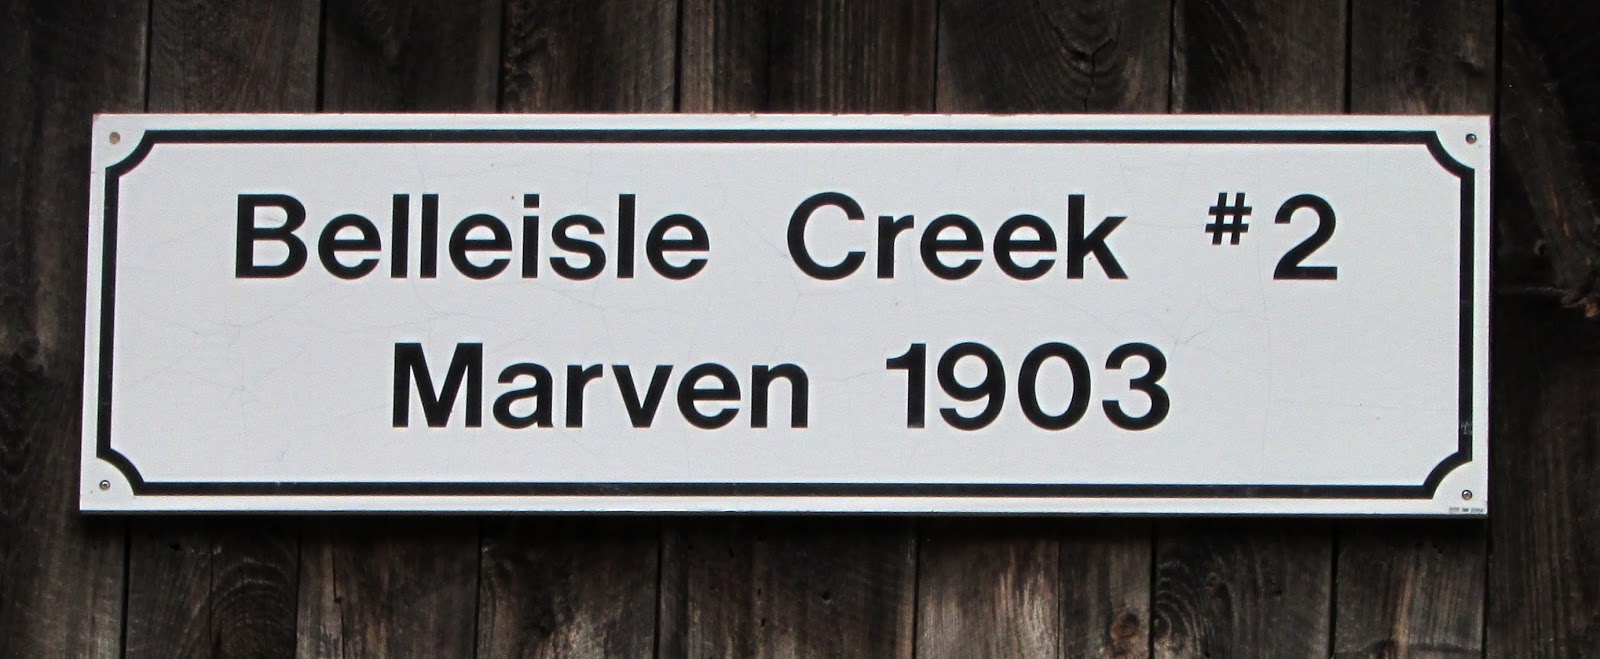 Belleisle Creek #2
Marven 1903